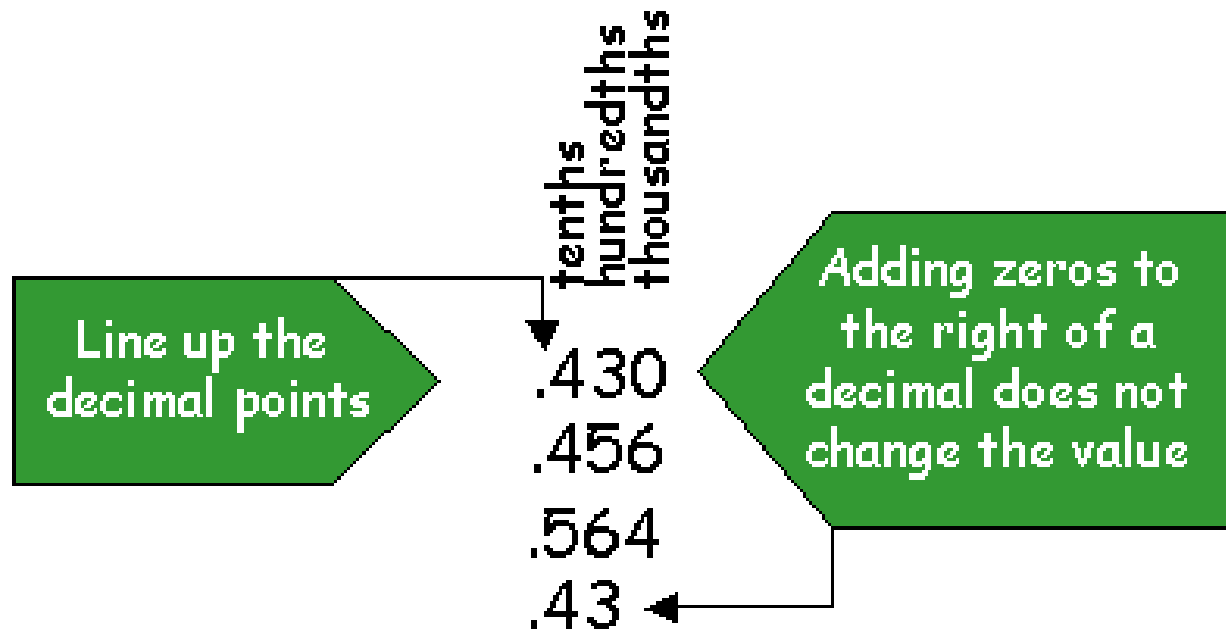 tenths
hundredths
thousandths
Line up the
decimal points
Adding zeros to
the right of a
decimal does not
change the value
.430
.456
.564
.43